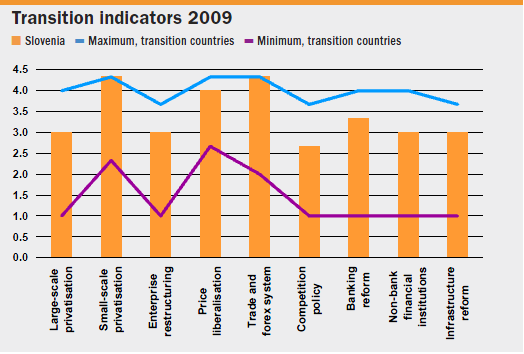 Transition indicators 2009
Slovenia
Maximum, transition countries
Minimum, transition countries
4.5
4.0
3.5
3.0
2.5
2.0
1.5
1.0
0.5
0.0
Large-scale
privatisation
Small-scale
privatisation
Enterprise
restructuring
Price
liberalisation
Trade and
forex system
Competition
policy
Banking
reform
Non-bank
financial
institutions
Infrastructure
reform